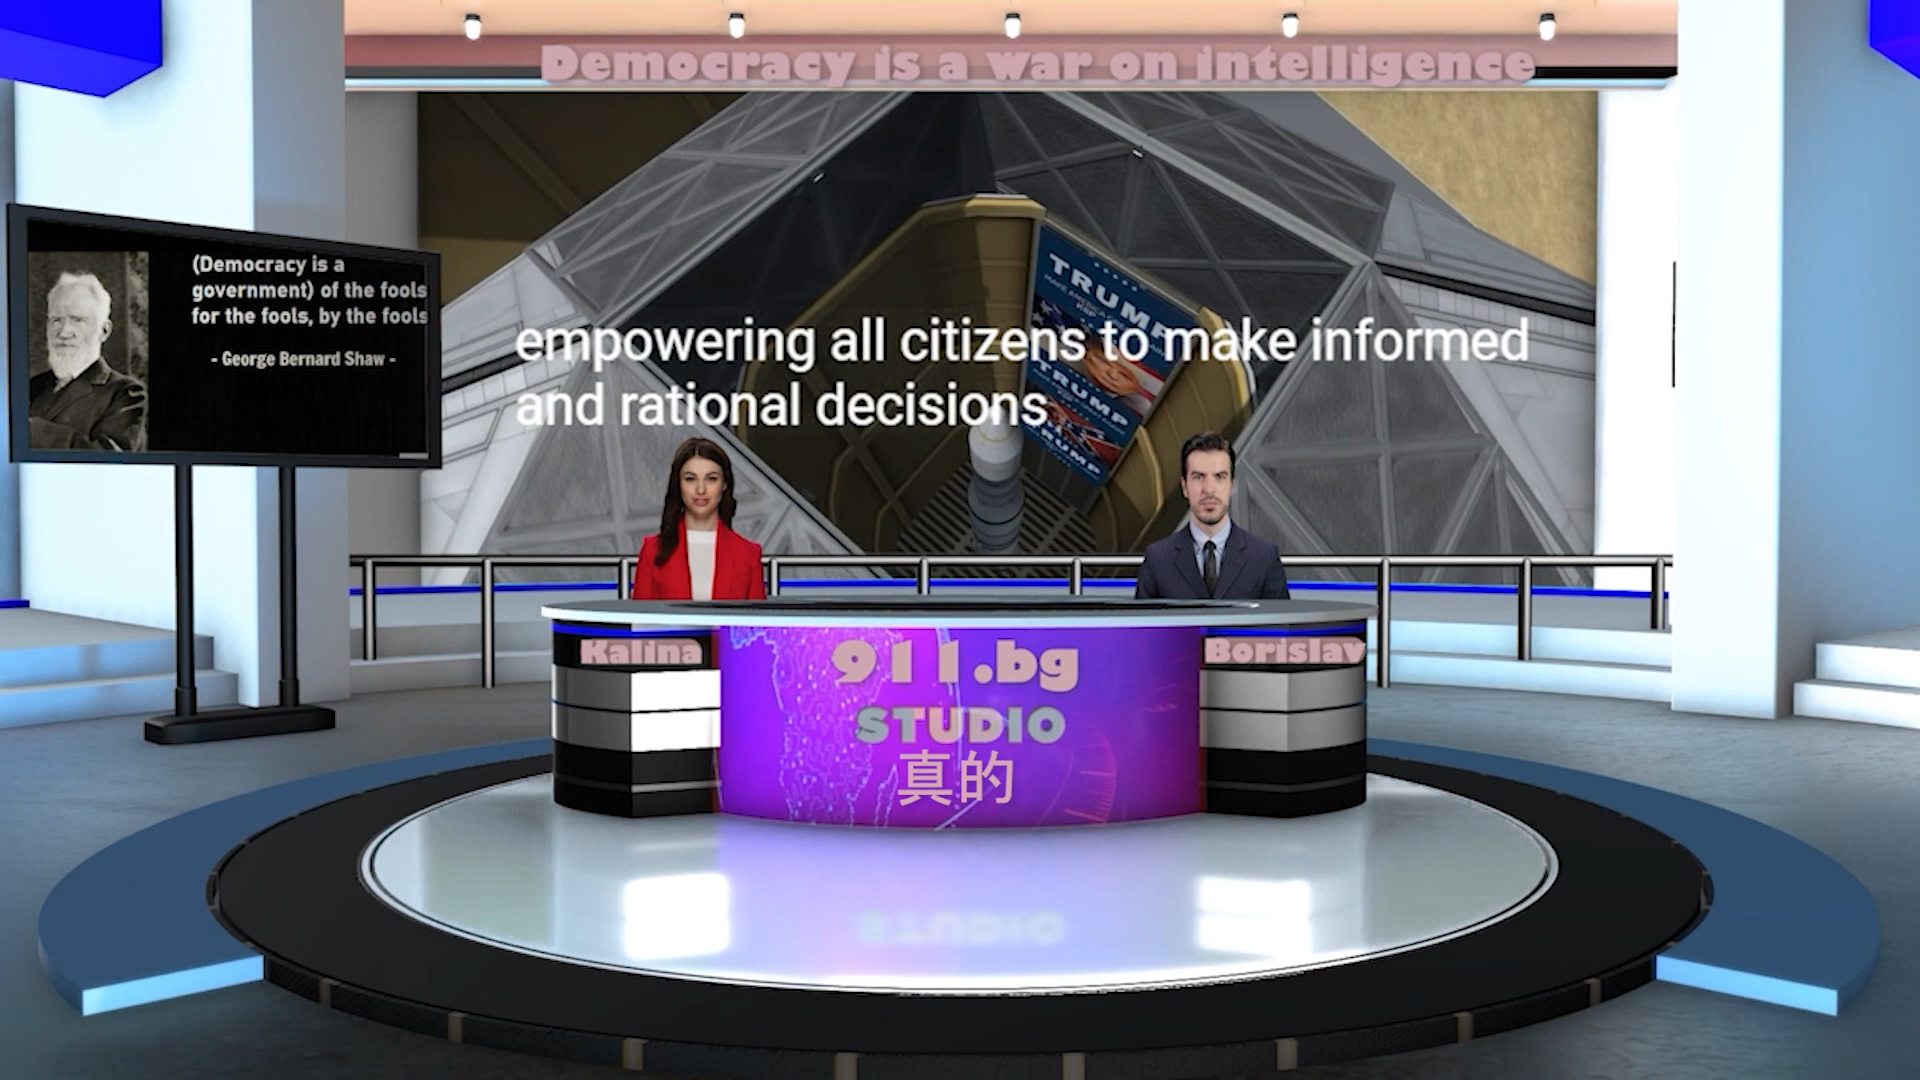 Democracy is a war on intelligence
(Democracy is a
government) of the fools
for the fools, by the fools
- George Bernard Shaw -
TRUMP
TRUMP
TRUMP
empowering all citizens to make informed
and rational decisions
Kalina
911.bg
Borislav
STUDIO
真的
STUDIO